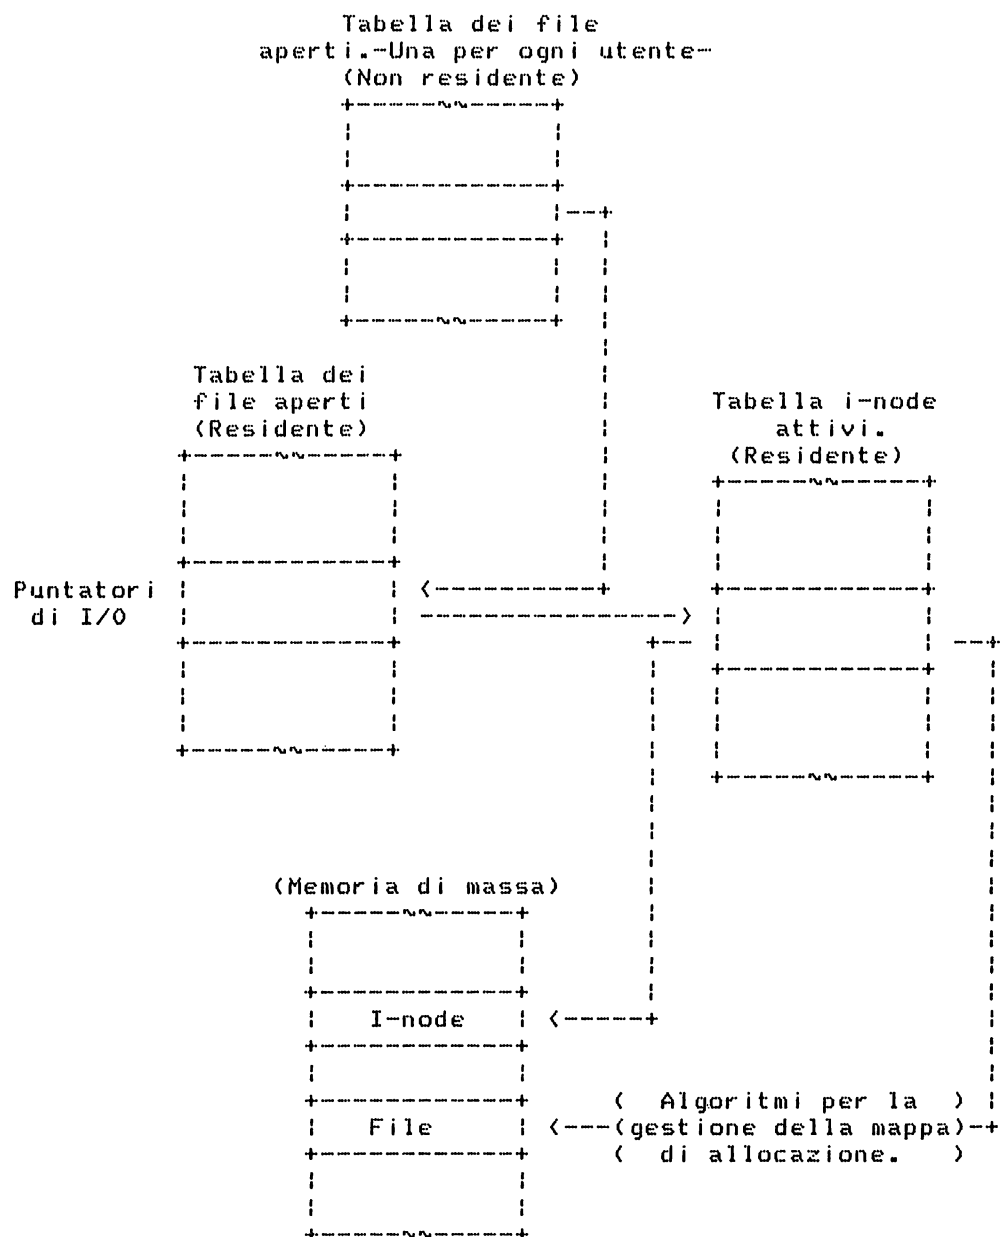 Tabella dei file
aperti.-Una per ogni utente-
(Non residente)
Tabella dei
file aperti
(Residente)
Tabella i-node
attivi.
(Residente)
Puntatori
di I/O
(Memoria di massa)
I-node
( Algoritmi per la )
File
(gestione della mappa)
( di allocazione. )